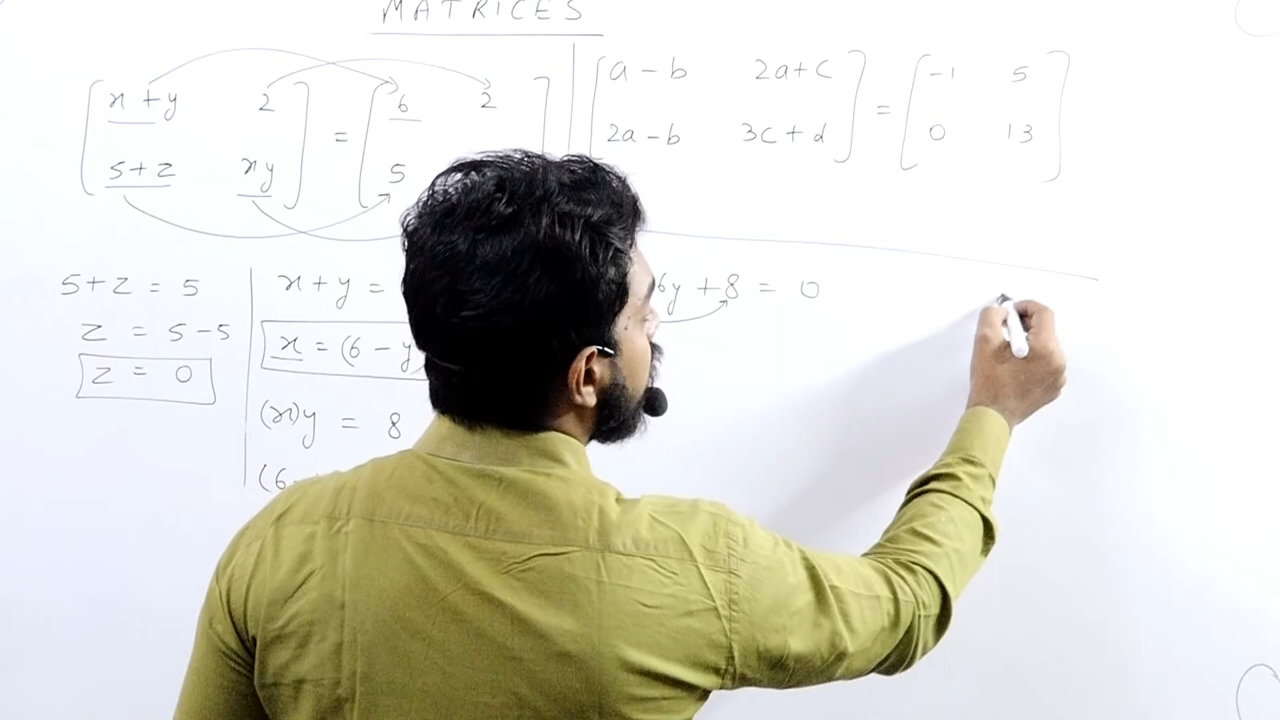 MATRICES
x + y 2 = 6 2
5+z xy 5
a - b 2a+c = -1 5
2a - b 3c + d 0 13
5+z = 5
z = 5-5
z = 0
x + y =
x = (6 - y
(x)y = 8
(6-
6y + 8 = 0